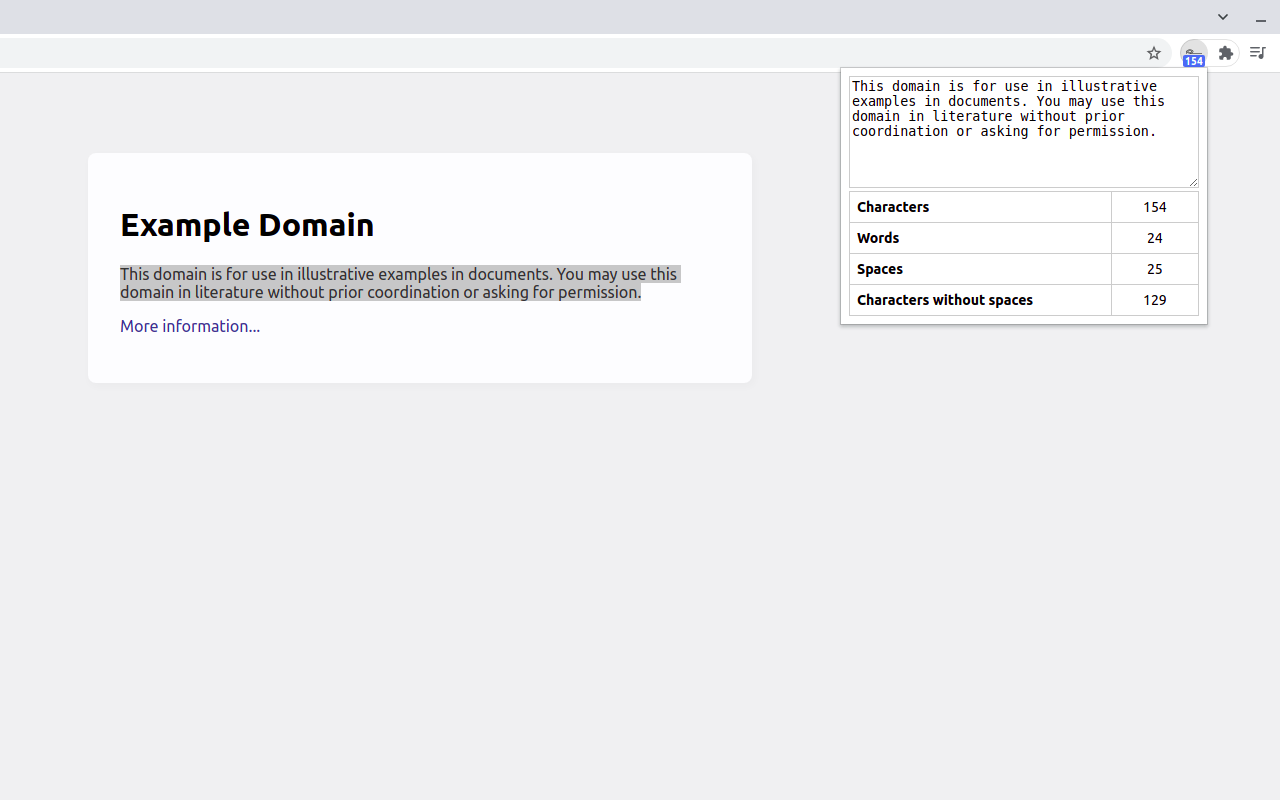 154
This domain is for use in illustrative
examples in documents. You may use this
domain in literature without prior
coordination or asking for permission.
Characters 154
Words 24
Spaces 25
Characters without spaces 129
Example Domain
This domain is for use in illustrative examples in documents. You may use this
domain in literature without prior coordination or asking for permission.
More information...